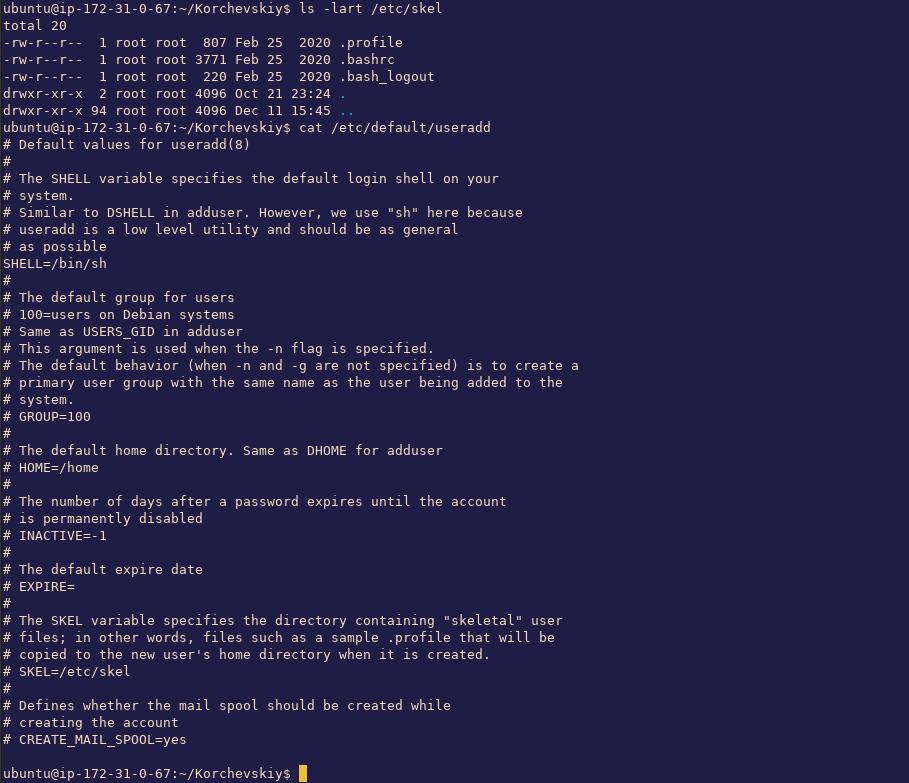 ubuntu@ip-172-31-0-67:~/Korchevskiy$ ls -lart /etc/skel
total 20
-rw-r--r--  1 root root  807 Feb 25  2020 .profile
-rw-r--r--  1 root root 3771 Feb 25  2020 .bashrc
-rw-r--r--  1 root root  220 Feb 25  2020 .bash_logout
drwxr-xr-x  2 root root 4096 Oct 21 23:24 .
drwxr-xr-x 94 root root 4096 Dec 11 15:45 ..
ubuntu@ip-172-31-0-67:~/Korchevskiy$ cat /etc/default/useradd
# Default values for useradd(8)
#
# The SHELL variable specifies the default login shell on your
# system.
# Similar to DSHELL in adduser. However, we use "sh" here because
# useradd is a low level utility and should be as general
# as possible
SHELL=/bin/sh
#
# The default group for users
# 100=users on Debian systems
# Same as USERS_GID in adduser
# This argument is used when the -n flag is specified.
# The default behavior (when -n and -g are not specified) is to create a
# primary user group with the same name as the user being added to the
# system.
# GROUP=100
#
# The default home directory. Same as DHOME for adduser
# HOME=/home
#
# The number of days after a password expires until the account
# is permanently disabled
# INACTIVE=-1
#
# The default expire date
# EXPIRE=
#
# The SKEL variable specifies the directory containing "skeletal" user
# files; in other words, files such as a sample .profile that will be
# copied to the new user's home directory when it is created.
# SKEL=/etc/skel
#
# Defines whether the mail spool should be created while
# creating the account
# CREATE_MAIL_SPOOL=yes

ubuntu@ip-172-31-0-67:~/Korchevskiy$